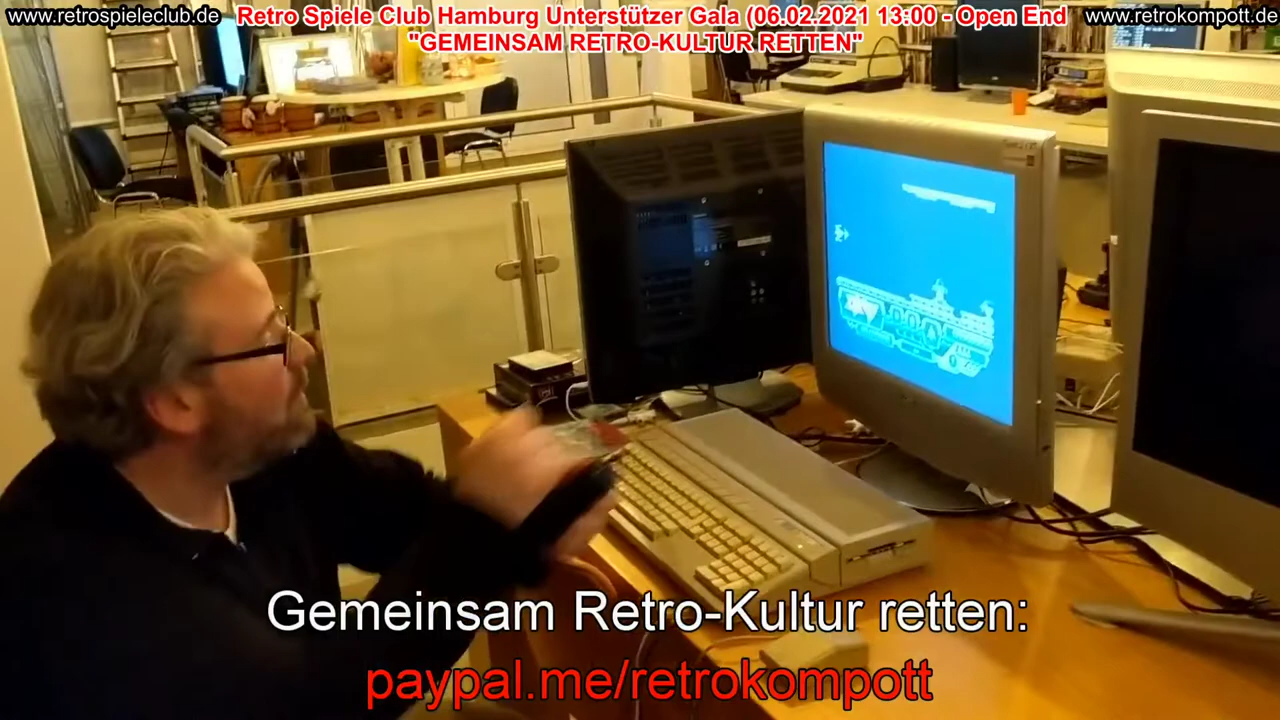 www.retrospieleclub.de
Retro Spiele Club Hamburg Unterstützer Gala (06.02.2021 13:00 - Open End
www.retrokompott.de
"GEMEINSAM RETRO-KULTUR RETTEN"
Gemeinsam Retro-Kultur retten:
paypal.me/retrokompott